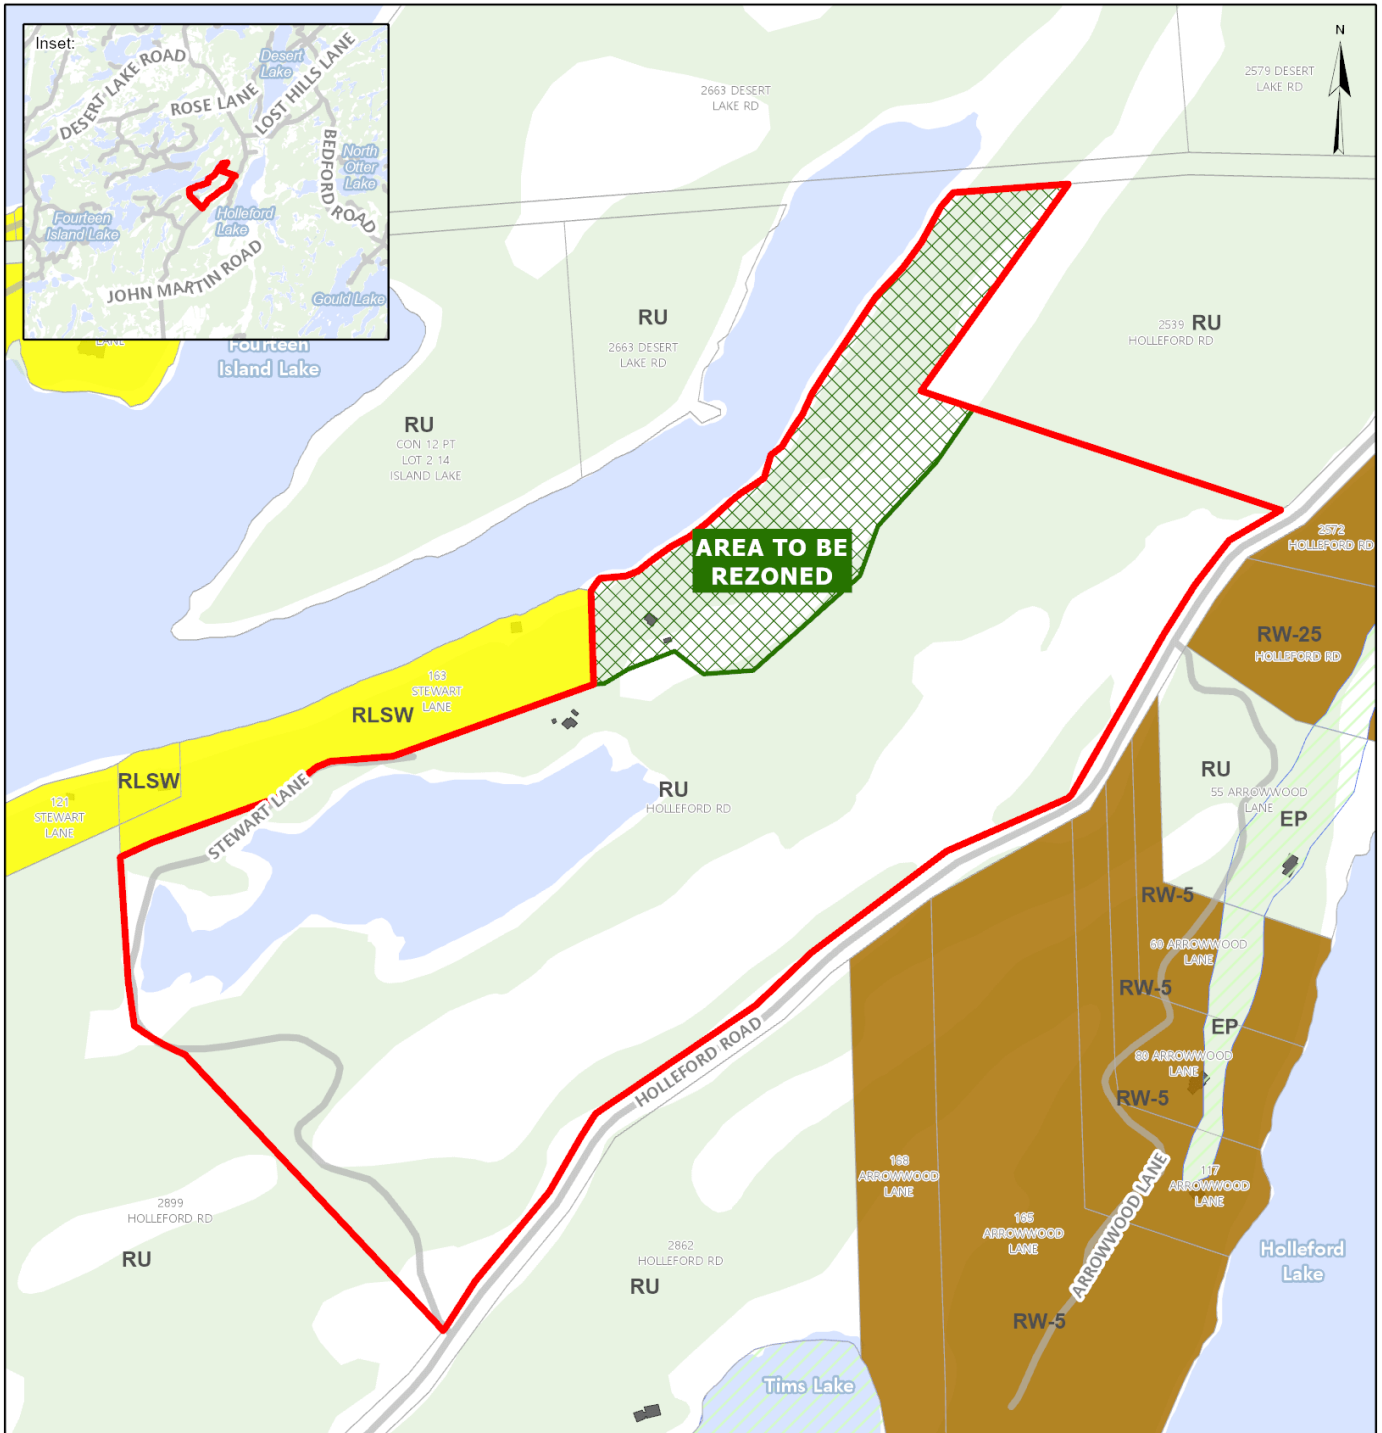 Inset:
DESERT LAKE ROAD
ROSE LANE
Desert
Lake
LOST HILLS LANE
BEDFORD ROAD
North
Otter
Lake
Fourteen
Island Lake
Holleford
Lake
JOHN MARTIN ROAD
Gould Lake
N
2663 DESERT
LAKE RD
2579 DESERT
LAKE RD
LANE
Fourteen
Island Lake
RU
2663 DESERT
LAKE RD
2539
HOLLEFORD RD
RU
RU
CON 12 PT
LOT 2 14
ISLAND LAKE
AREA TO BE
REZONED
2572
HOLLEFORD RD
RW-25
HOLLEFORD RD
163
STEWART
LANE
RLSW
RLSW
121
STEWART
LANE
STEWART LANE
RU
HOLLEFORD RD
RU
55 ARROWWOOD
LANE
EP
RW-5
60 ARROWWOOD
LANE
RW-5
EP
80 ARROWWOOD
LANE
RW-5
HOLLEFORD ROAD
168
ARROWWOOD
LANE
117
ARROWWOOD
LANE
165
ARROWWOOD
LANE
ARROWWOOD LANE
RW-5
2899
HOLLEFORD RD
RU
2862
HOLLEFORD RD
RU
Holleford
Lake
Tims Lake